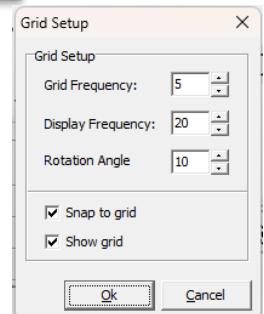 Grid Setup
Grid Setup
Grid Frequency: 5
Display Frequency: 20
Rotation Angle 10
Snap to grid
Show grid
Ok Cancel